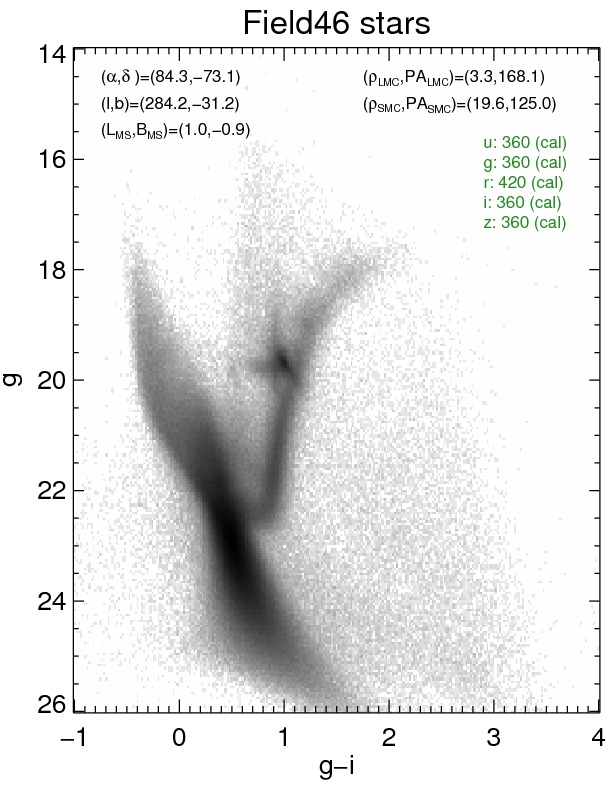 Field46 stars
(α,δ )=(84.3,−73.1)
(ρLMC,PALMC)=(3.3,168.1)
(l,b)=(284.2,−31.2)
(ρSMC,PASMC)=(19.6,125.0)
(LMS,BMS)=(1.0,−0.9)
u: 360 (cal)
g: 360 (cal)
r: 420 (cal)
i: 360 (cal)
z: 360 (cal)
14
16
18
20
22
24
26
g
−1 0 1 2 3 4
g−i